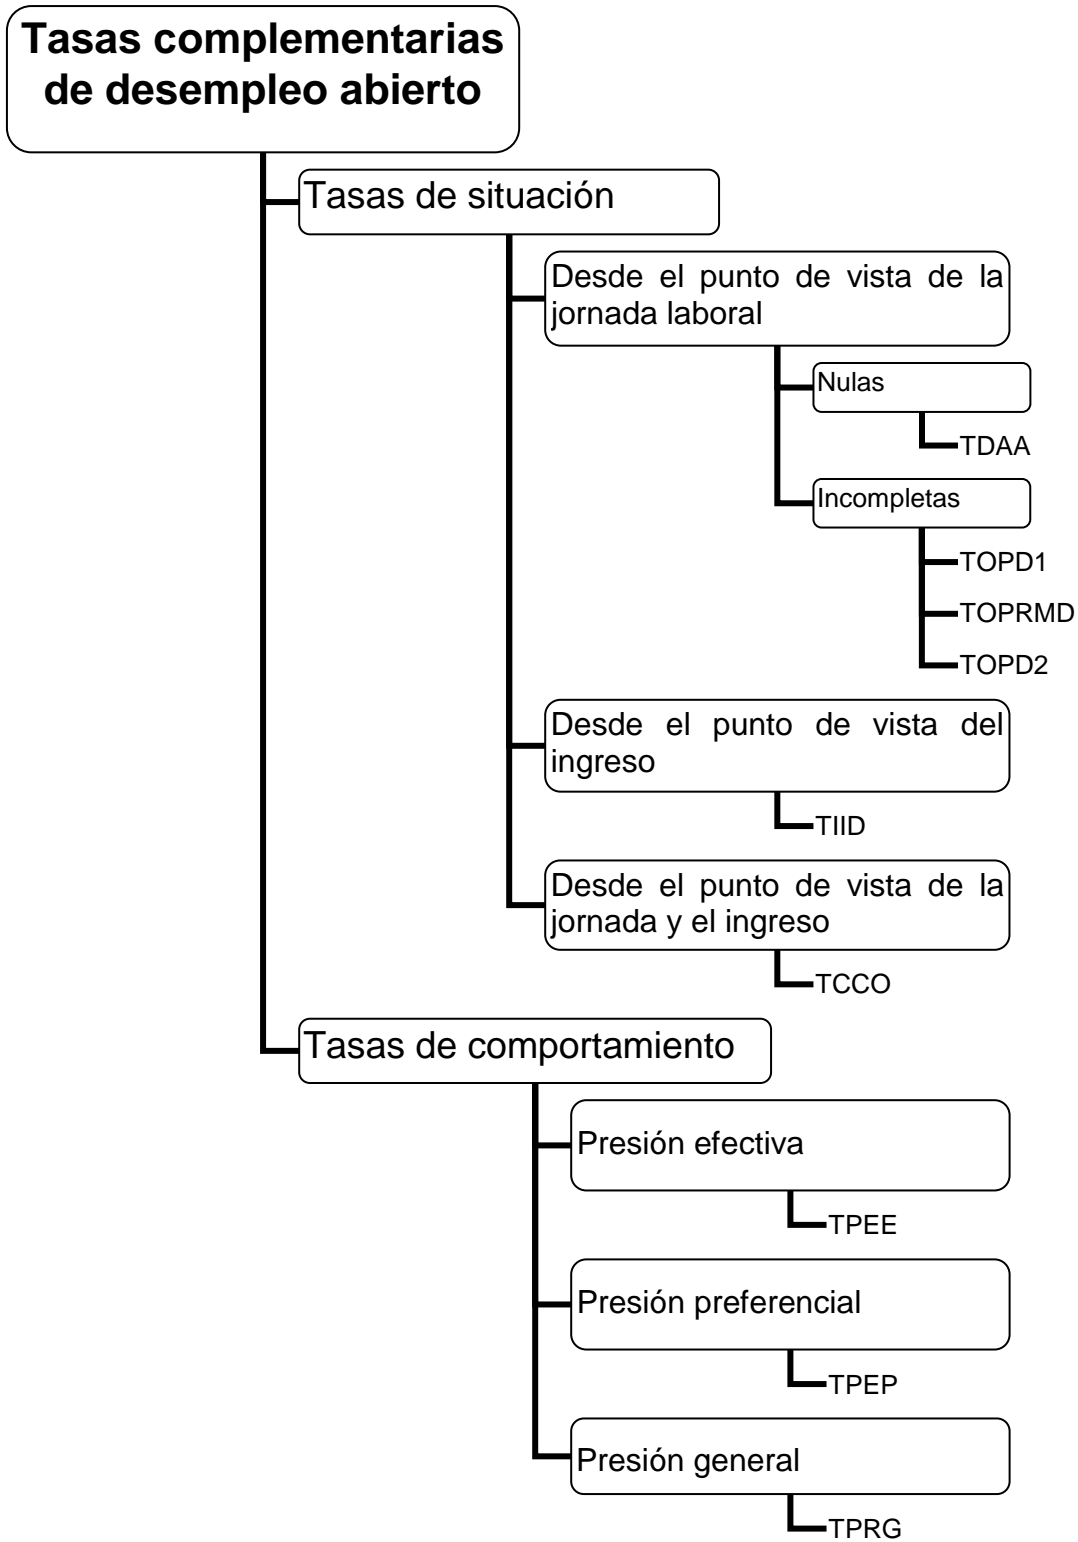 Tasas complementarias
de desempleo abierto
Tasas de situación
Desde el punto de vista de la
jornada laboral
Nulas
TDAA
Incompletas
TOPD1
TOPRMD
TOPD2
Desde el punto de vista del
ingreso
TIID
Desde el punto de vista de la
jornada y el ingreso
TCCO
Tasas de comportamiento
Presión efectiva
TPEE
Presión preferencial
TPEP
Presión general
TPRG